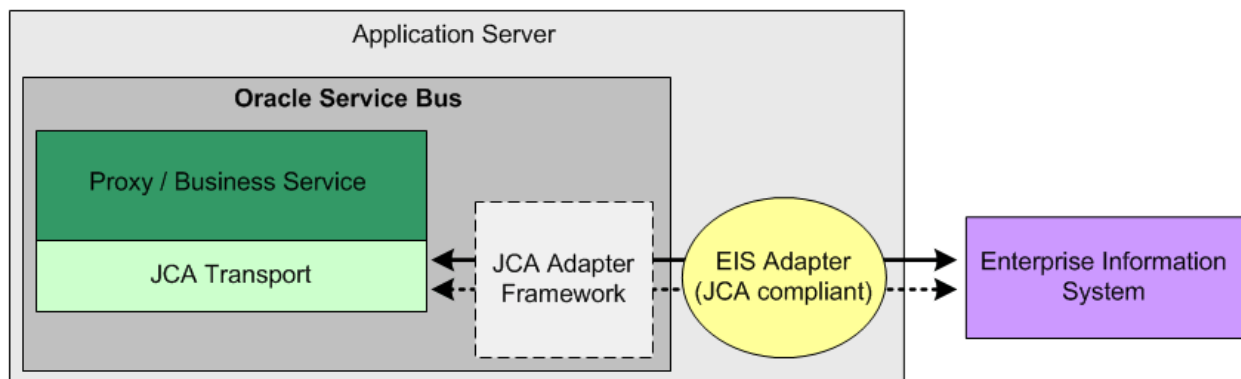 Application Server
Oracle Service Bus
Proxy / Business Service
JCA Transport
JCA Adapter
Framework
EIS Adapter
(JCA compliant)
Enterprise Information
System